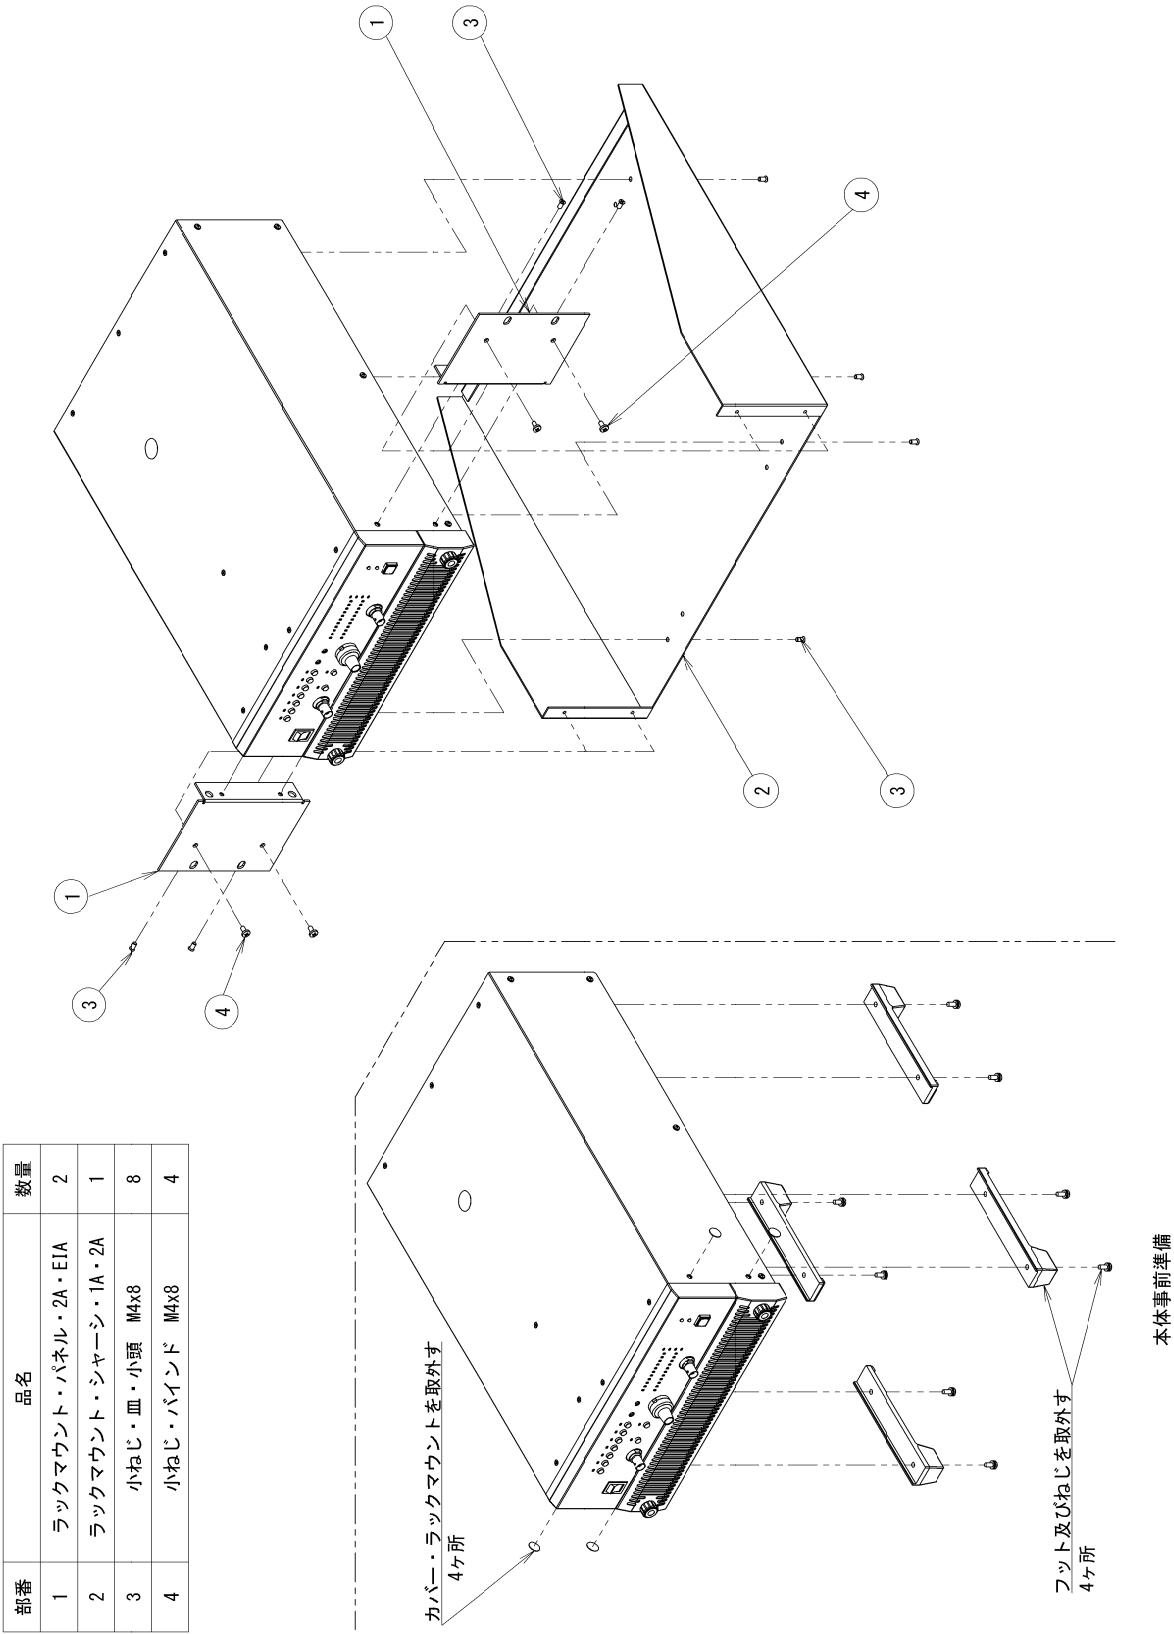 部番 品名 数量
1 ラックマウント・パネル・2A・EIA 2
2 ラックマウント・シャーシ・1A・2A 1
3 小ねじ・皿・小頭 M4x8 8
4 小ねじ・バインド M4x8 4
3
1
4
1
3
4
2
3
カバー・ラックマウントを取外す
4ヶ所
フット及びねじを取外す
4ヶ所
本体事前準備